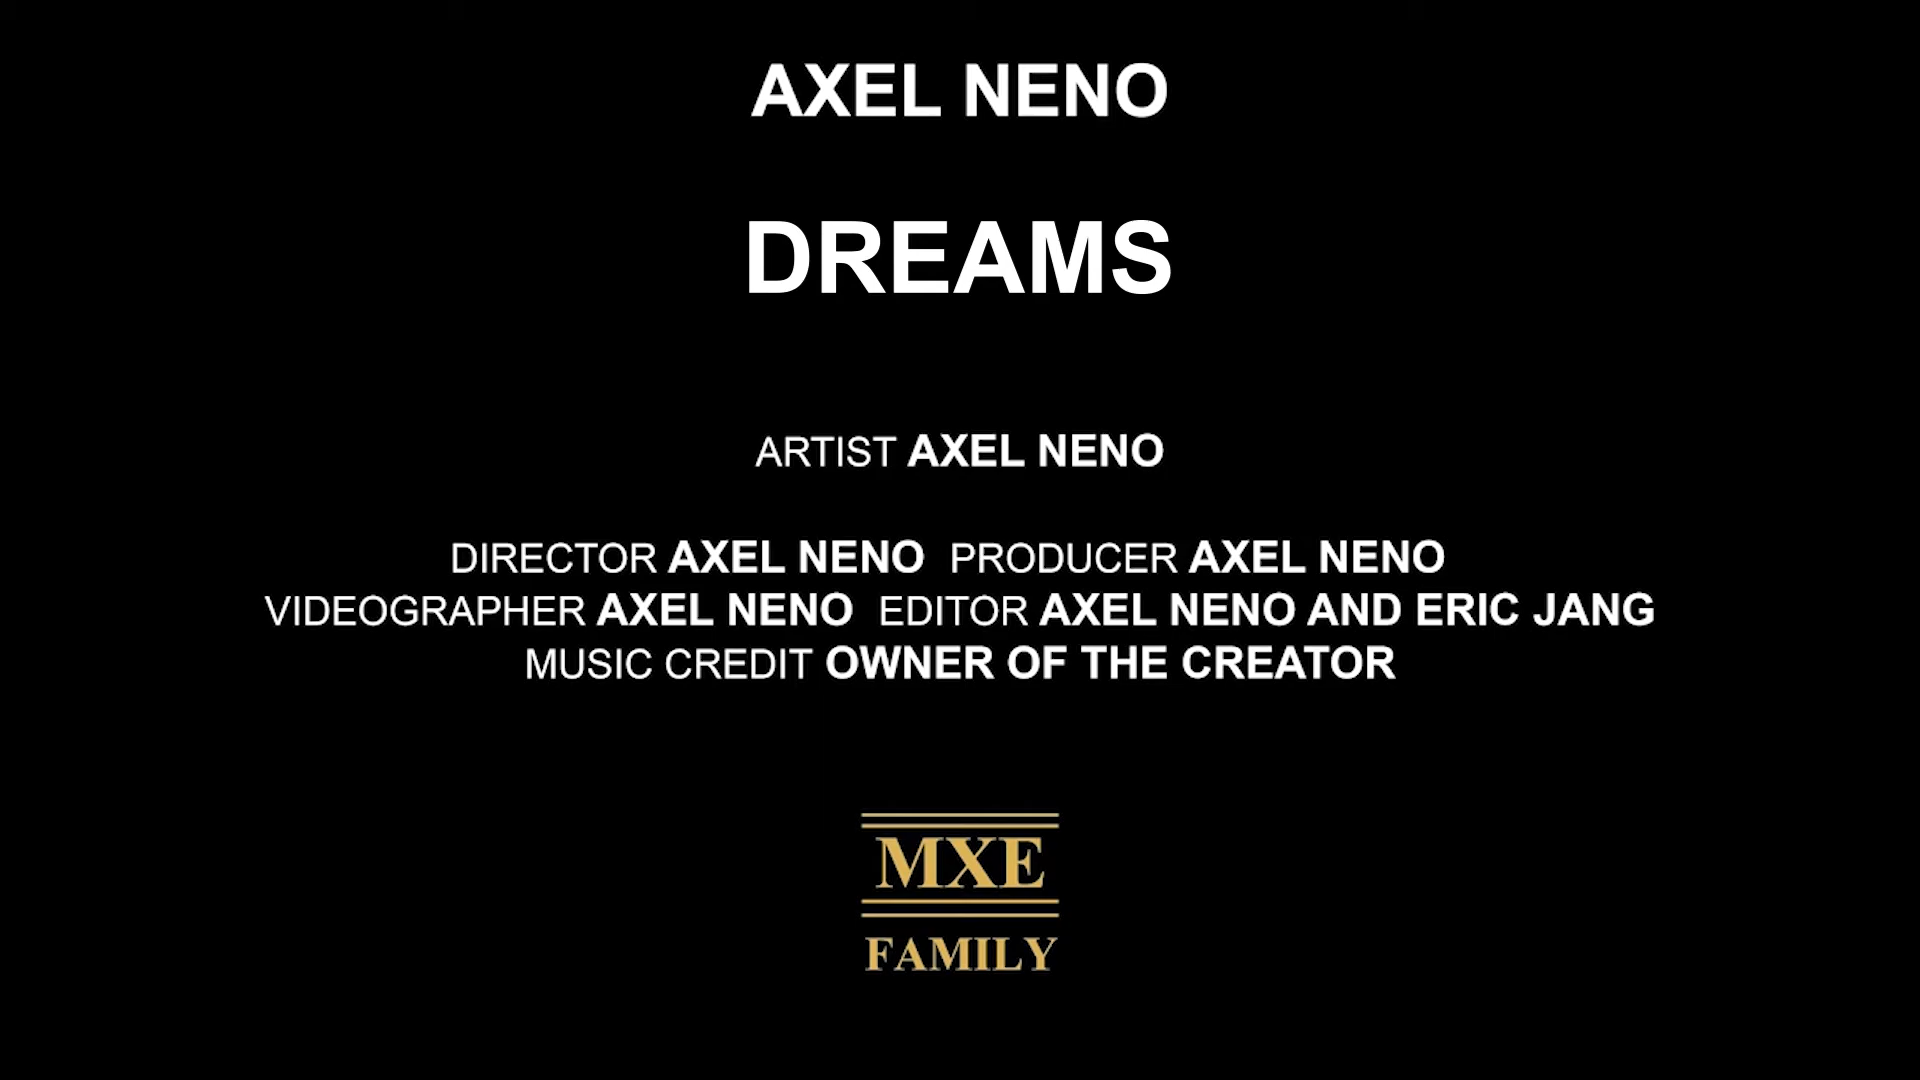 AXEL NENO
DREAMS
ARTIST AXEL NENO
DIRECTOR AXEL NENO PRODUCER AXEL NENO
VIDEOGRAPHER AXEL NENO EDITOR AXEL NENO AND ERIC JANG
MUSIC CREDIT OWNER OF THE CREATOR
MXE
FAMILY